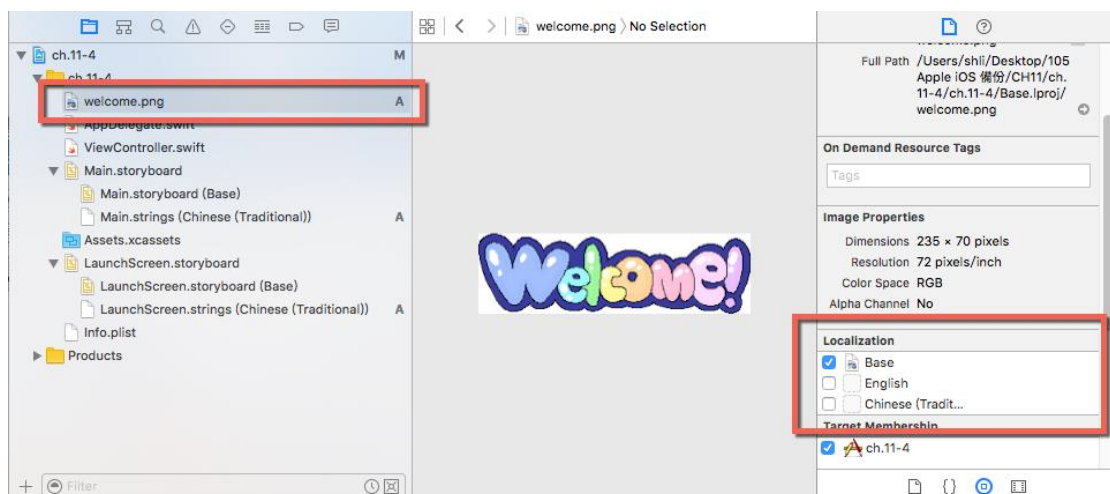 welcome.png 〉No Selection
ch.11-4 M
ch.11-4
welcome.png A
AppDelegate.swift
ViewController.swift
Main.storyboard
Main.storyboard (Base)
Main.strings (Chinese (Traditional)) A
Assets.xcassets
LaunchScreen.storyboard
LaunchScreen.storyboard (Base)
LaunchScreen.strings (Chinese (Traditional)) A
Info.plist
Products
Filter
Welcome!
welcome.png
Full Path /Users/shli/Desktop/105
Apple iOS 備份/CH11/ch.
11-4/ch.11-4/Base.lproj/
welcome.png
On Demand Resource Tags
Tags
Image Properties
Dimensions 235 × 70 pixels
Resolution 72 pixels/inch
Color Space RGB
Alpha Channel No
Localization
Base
English
Chinese (Tradit...
Target Membership
ch.11-4